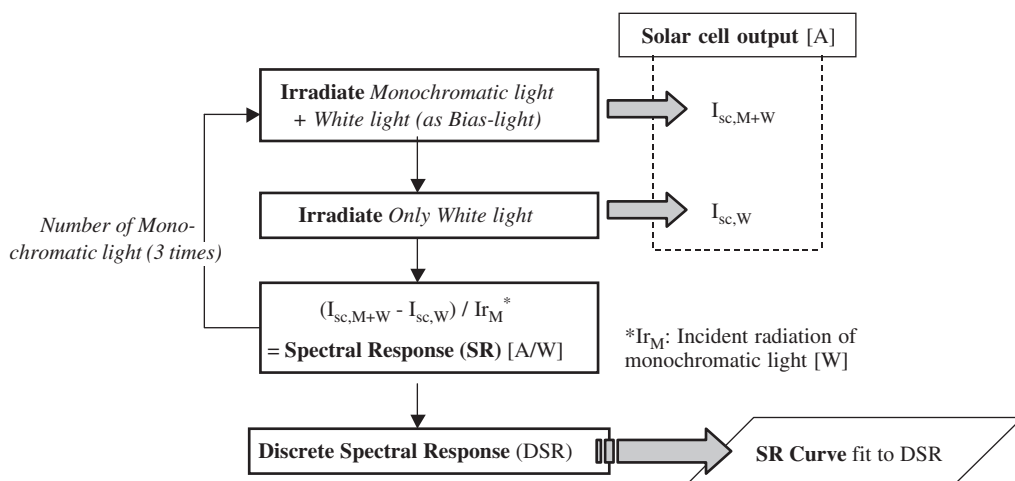 Solar cell output [A]
Irradiate Monochromatic light
+ White light (as Bias-light)
I_sc,M+W
Irradiate Only White light
I_sc,W
Number of Mono-
chromatic light (3 times)
(I_sc,M+W - I_sc,W) / Ir_M*
= Spectral Response (SR) [A/W]
*Ir_M: Incident radiation of
monochromatic light [W]
Discrete Spectral Response (DSR)
SR Curve fit to DSR